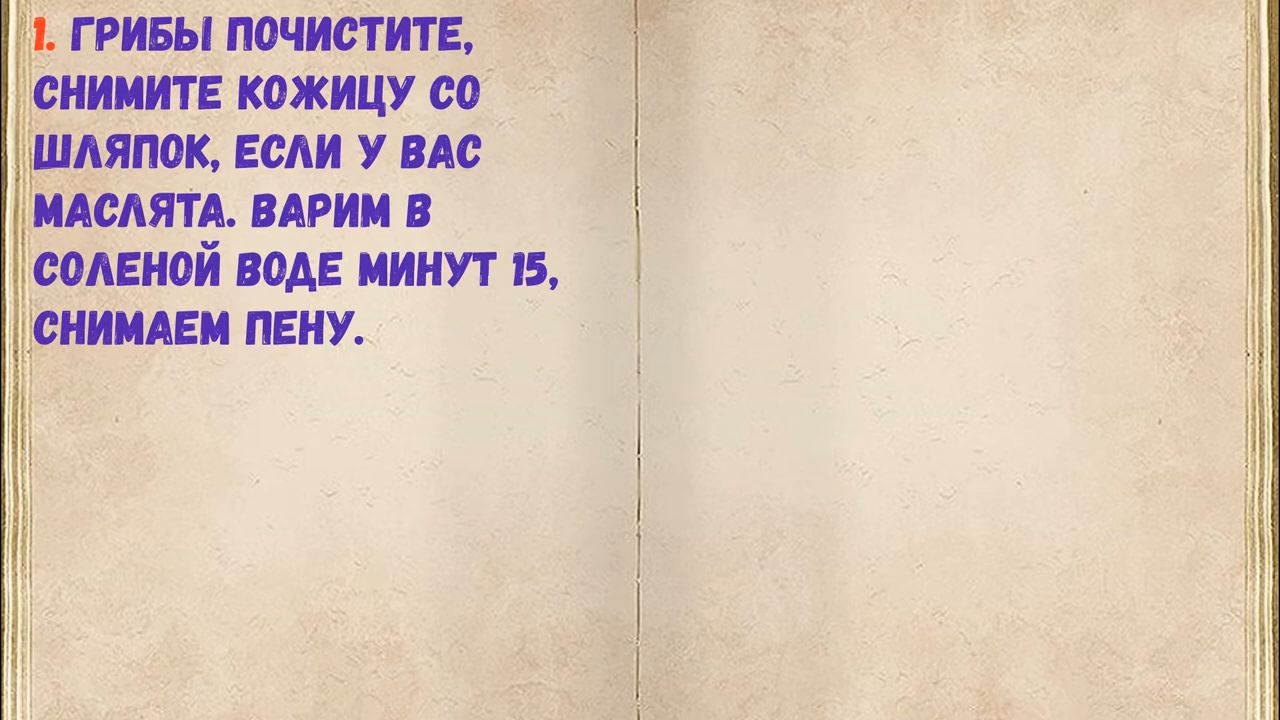 1. ГРИБЫ ПОЧИСТИТЕ,
СНИМИТЕ КОЖИЦУ СО
ШЛЯПОК, ЕСЛИ У ВАС
МАСЛЯТА. ВАРИМ В
СОЛЕНОЙ ВОДЕ МИНУТ 15,
СНИМАЕМ ПЕНУ.